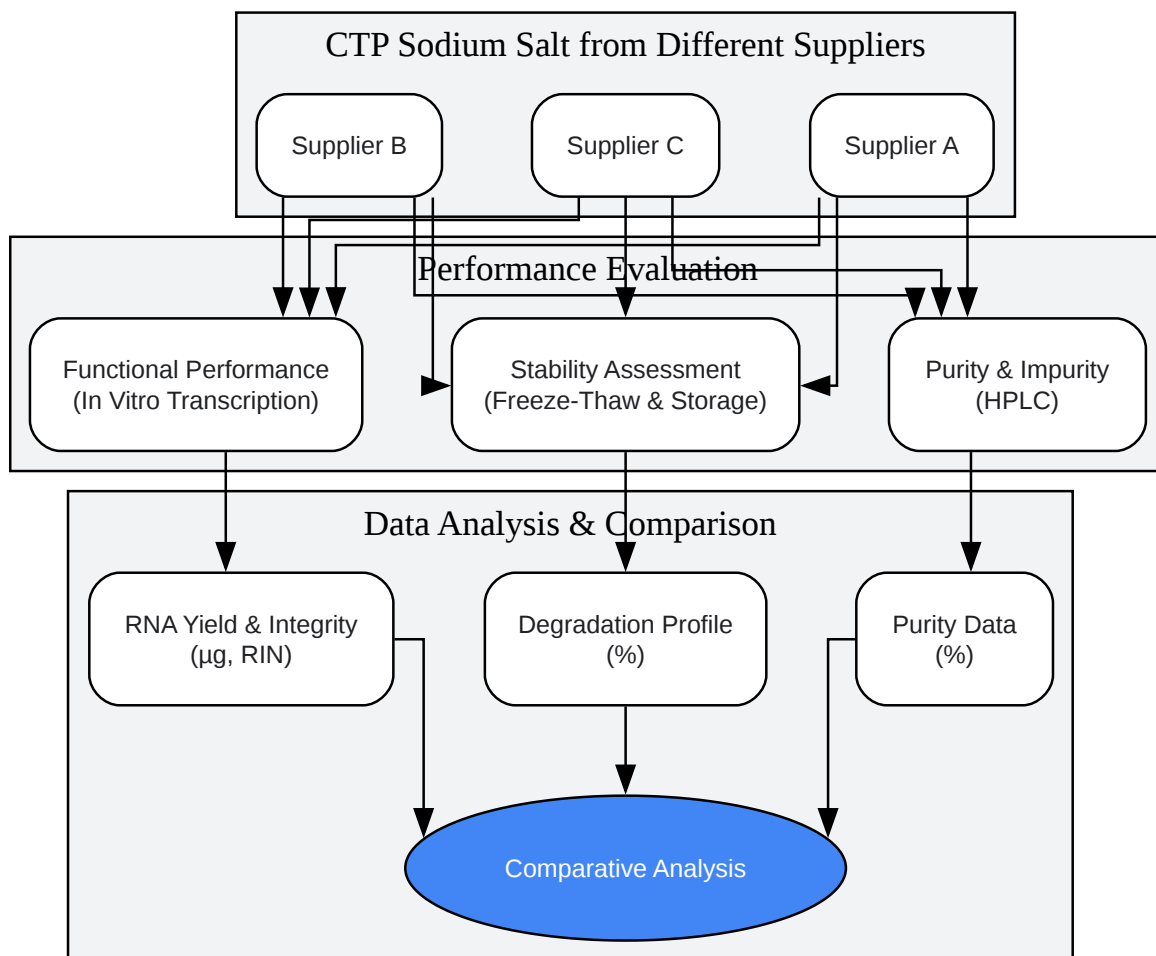 CTP Sodium Salt from Different Suppliers
Supplier B
Supplier C
Supplier A
Performance Evaluation
Functional Performance
(In Vitro Transcription)
Stability Assessment
(Freeze-Thaw & Storage)
Purity & Impurity
(HPLC)
Data Analysis & Comparison
RNA Yield & Integrity
(µg, RIN)
Degradation Profile
(%)
Purity Data
(%)
Comparative Analysis